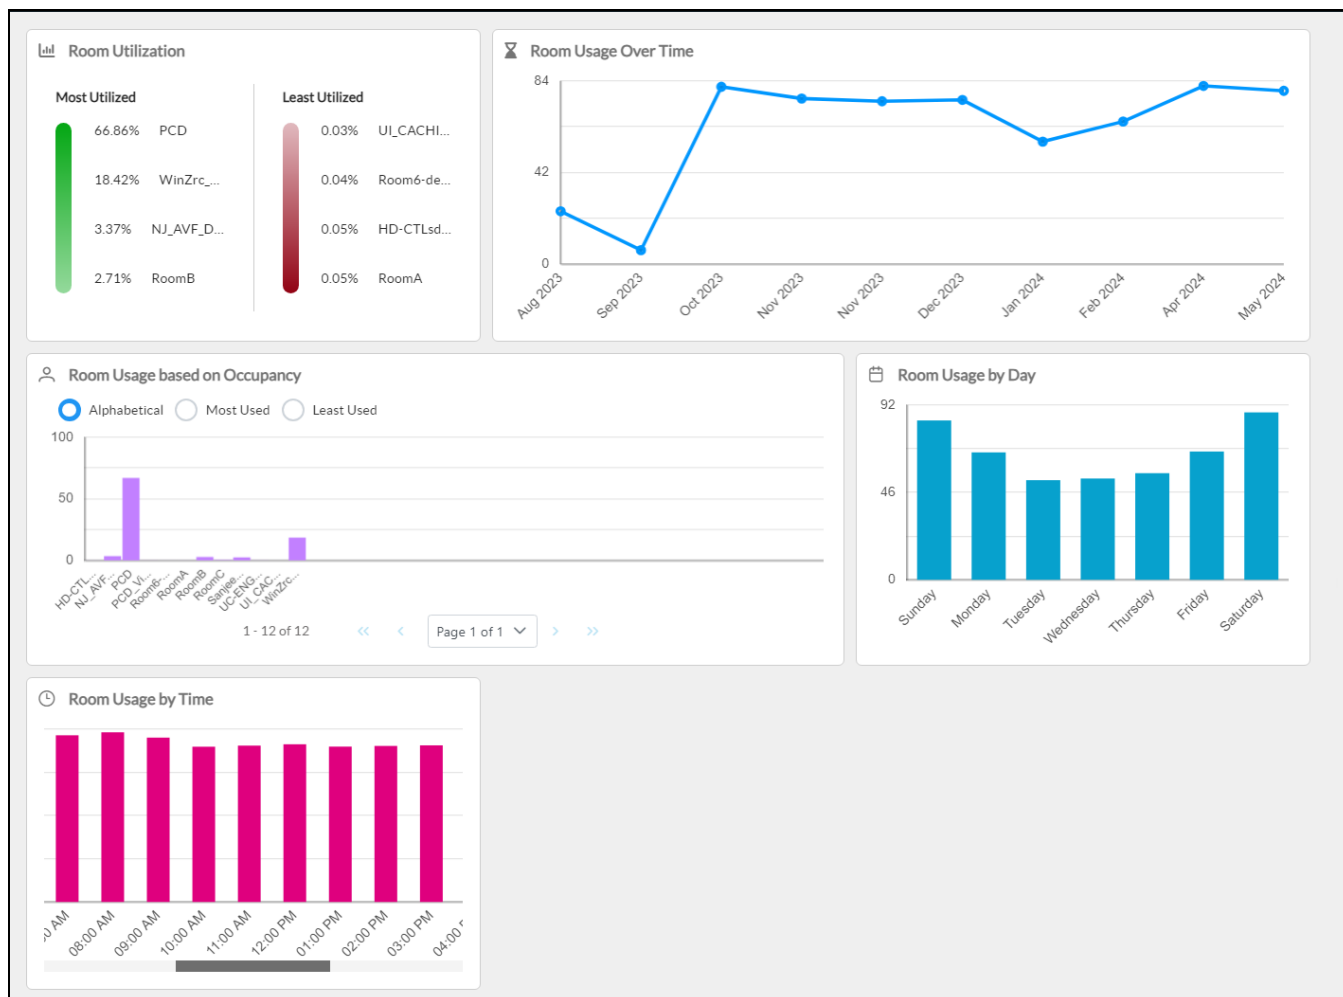 Room Utilization
Most Utilized
66.86% PCD
18.42% WinZrc_...
3.37% NJ_AVF_D...
2.71% RoomB
Least Utilized
0.03% UI_CACHI...
0.04% Room6-de...
0.05% HD-CTLsd...
0.05% RoomA
Room Usage Over Time
84
42
0
Aug 2023
Sep 2023
Oct 2023
Nov 2023
Nov 2023
Dec 2023
Jan 2024
Feb 2024
Apr 2024
May 2024
Room Usage based on Occupancy
Alphabetical Most Used Least Used
100
50
0
HD-CTL...
NJ_AVF...
PCD
PCD_Vi...
Room6-...
RoomA
RoomB
RoomC
Sanjee...
UC-ENG...
UI_CAC...
WinZrc...
1 - 12 of 12
Page 1 of 1
Room Usage by Day
92
46
0
Sunday
Monday
Tuesday
Wednesday
Thursday
Friday
Saturday
Room Usage by Time
08:00 AM
09:00 AM
10:00 AM
11:00 AM
12:00 PM
01:00 PM
02:00 PM
03:00 PM
04:00